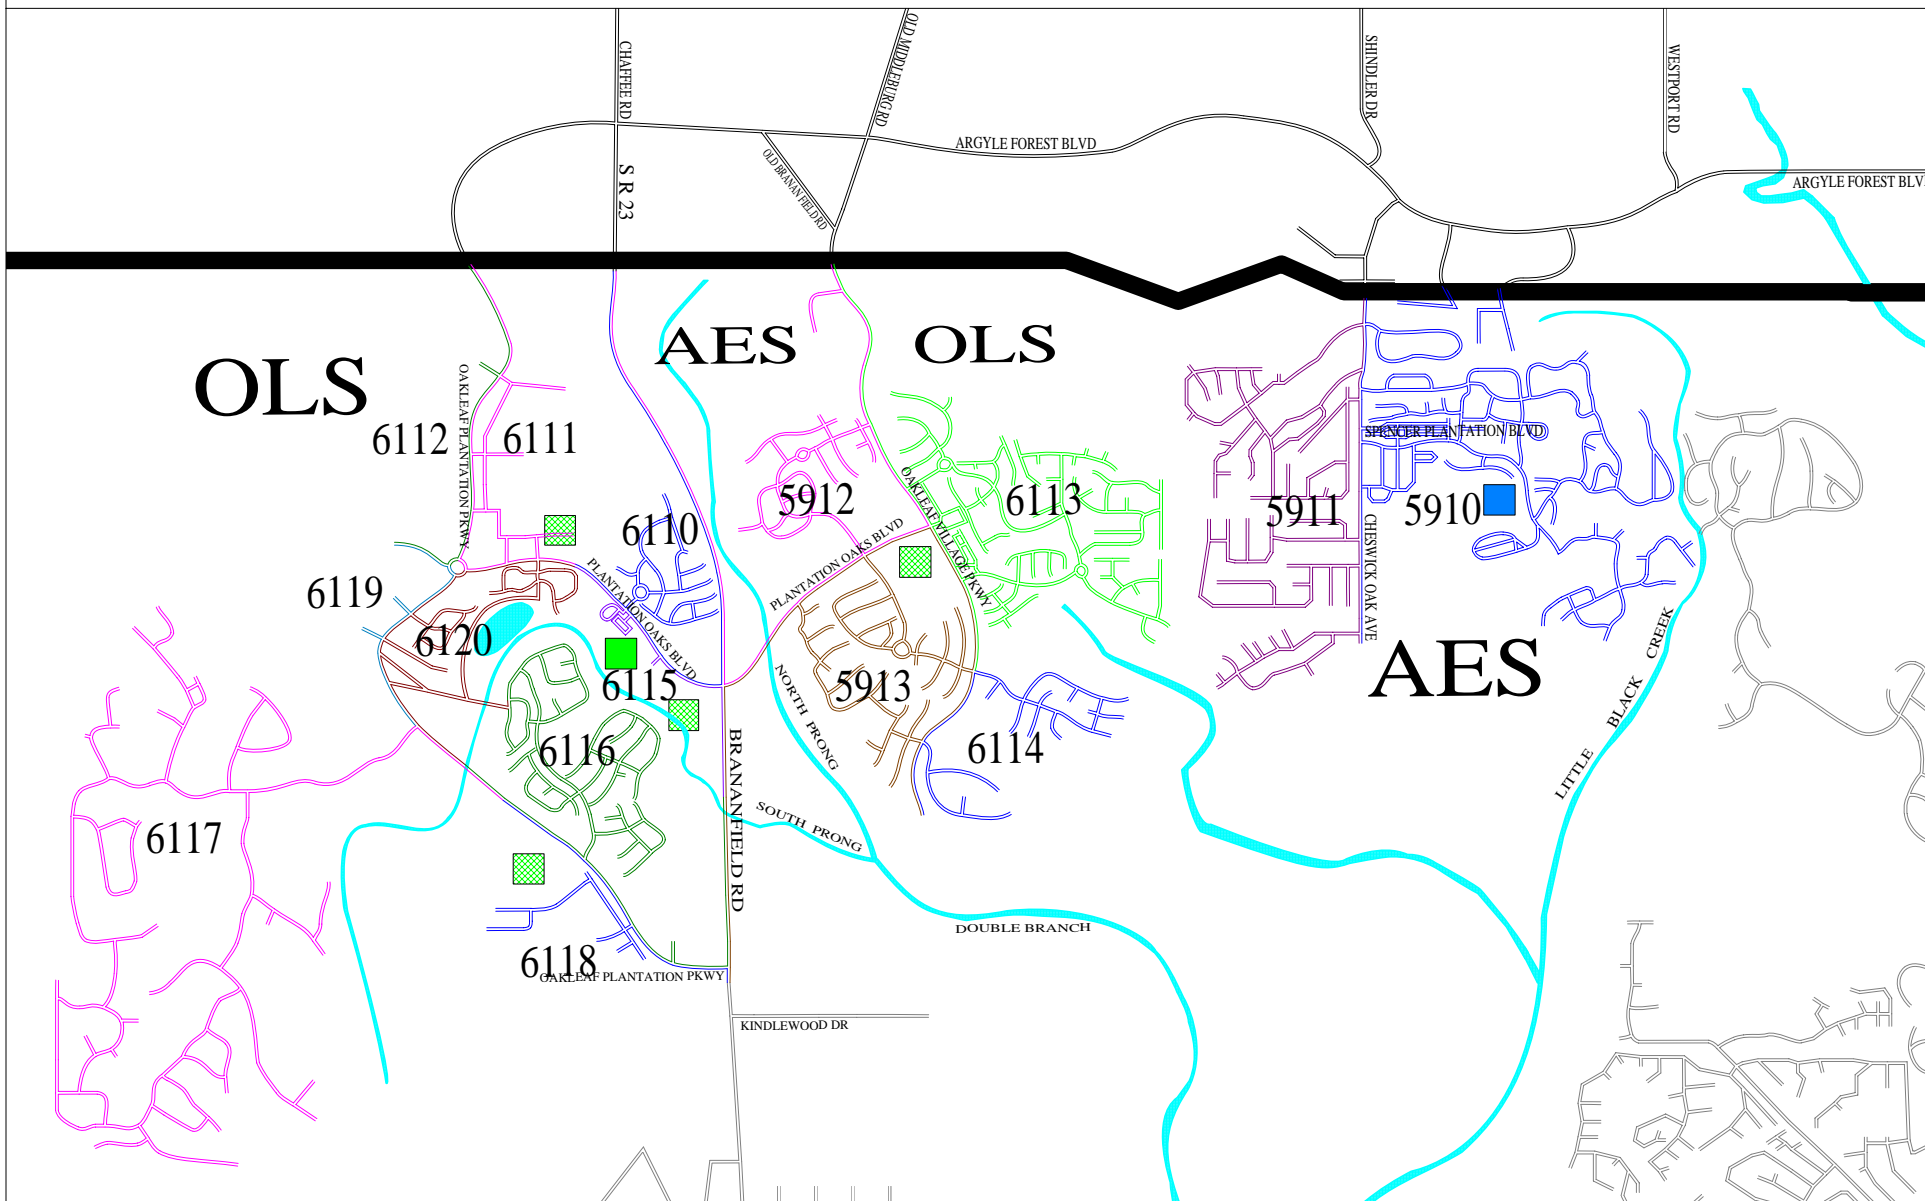 CHAFFEE RD
OLD MIDDLEBURG RD
SHINDLER DR
WESTPORT RD
ARGYLE FOREST BLVD
OLD BRANAN FIELD RD
S R 23
ARGYLE FOREST BLV
OLS
AES
OLS
OAKLEAF PLANTATION PKWY
6112
6111
5912
OAKLEAF VILLAGE PKWY
6113
SPENCER PLANTATION BLVD
5911
5910
6110
PLANTATION OAKS BLVD
PLANTATION OAKS BLVD
CHESWICK OAK AVE
6119
6120
6115
5913
NORTH PRONG
AES
LITTLE BLACK CREEK
6116
6114
BRANANFIELD RD
6117
SOUTH PRONG
DOUBLE BRANCH
6118
OAKLEAF PLANTATION PKWY
KINDLEWOOD DR